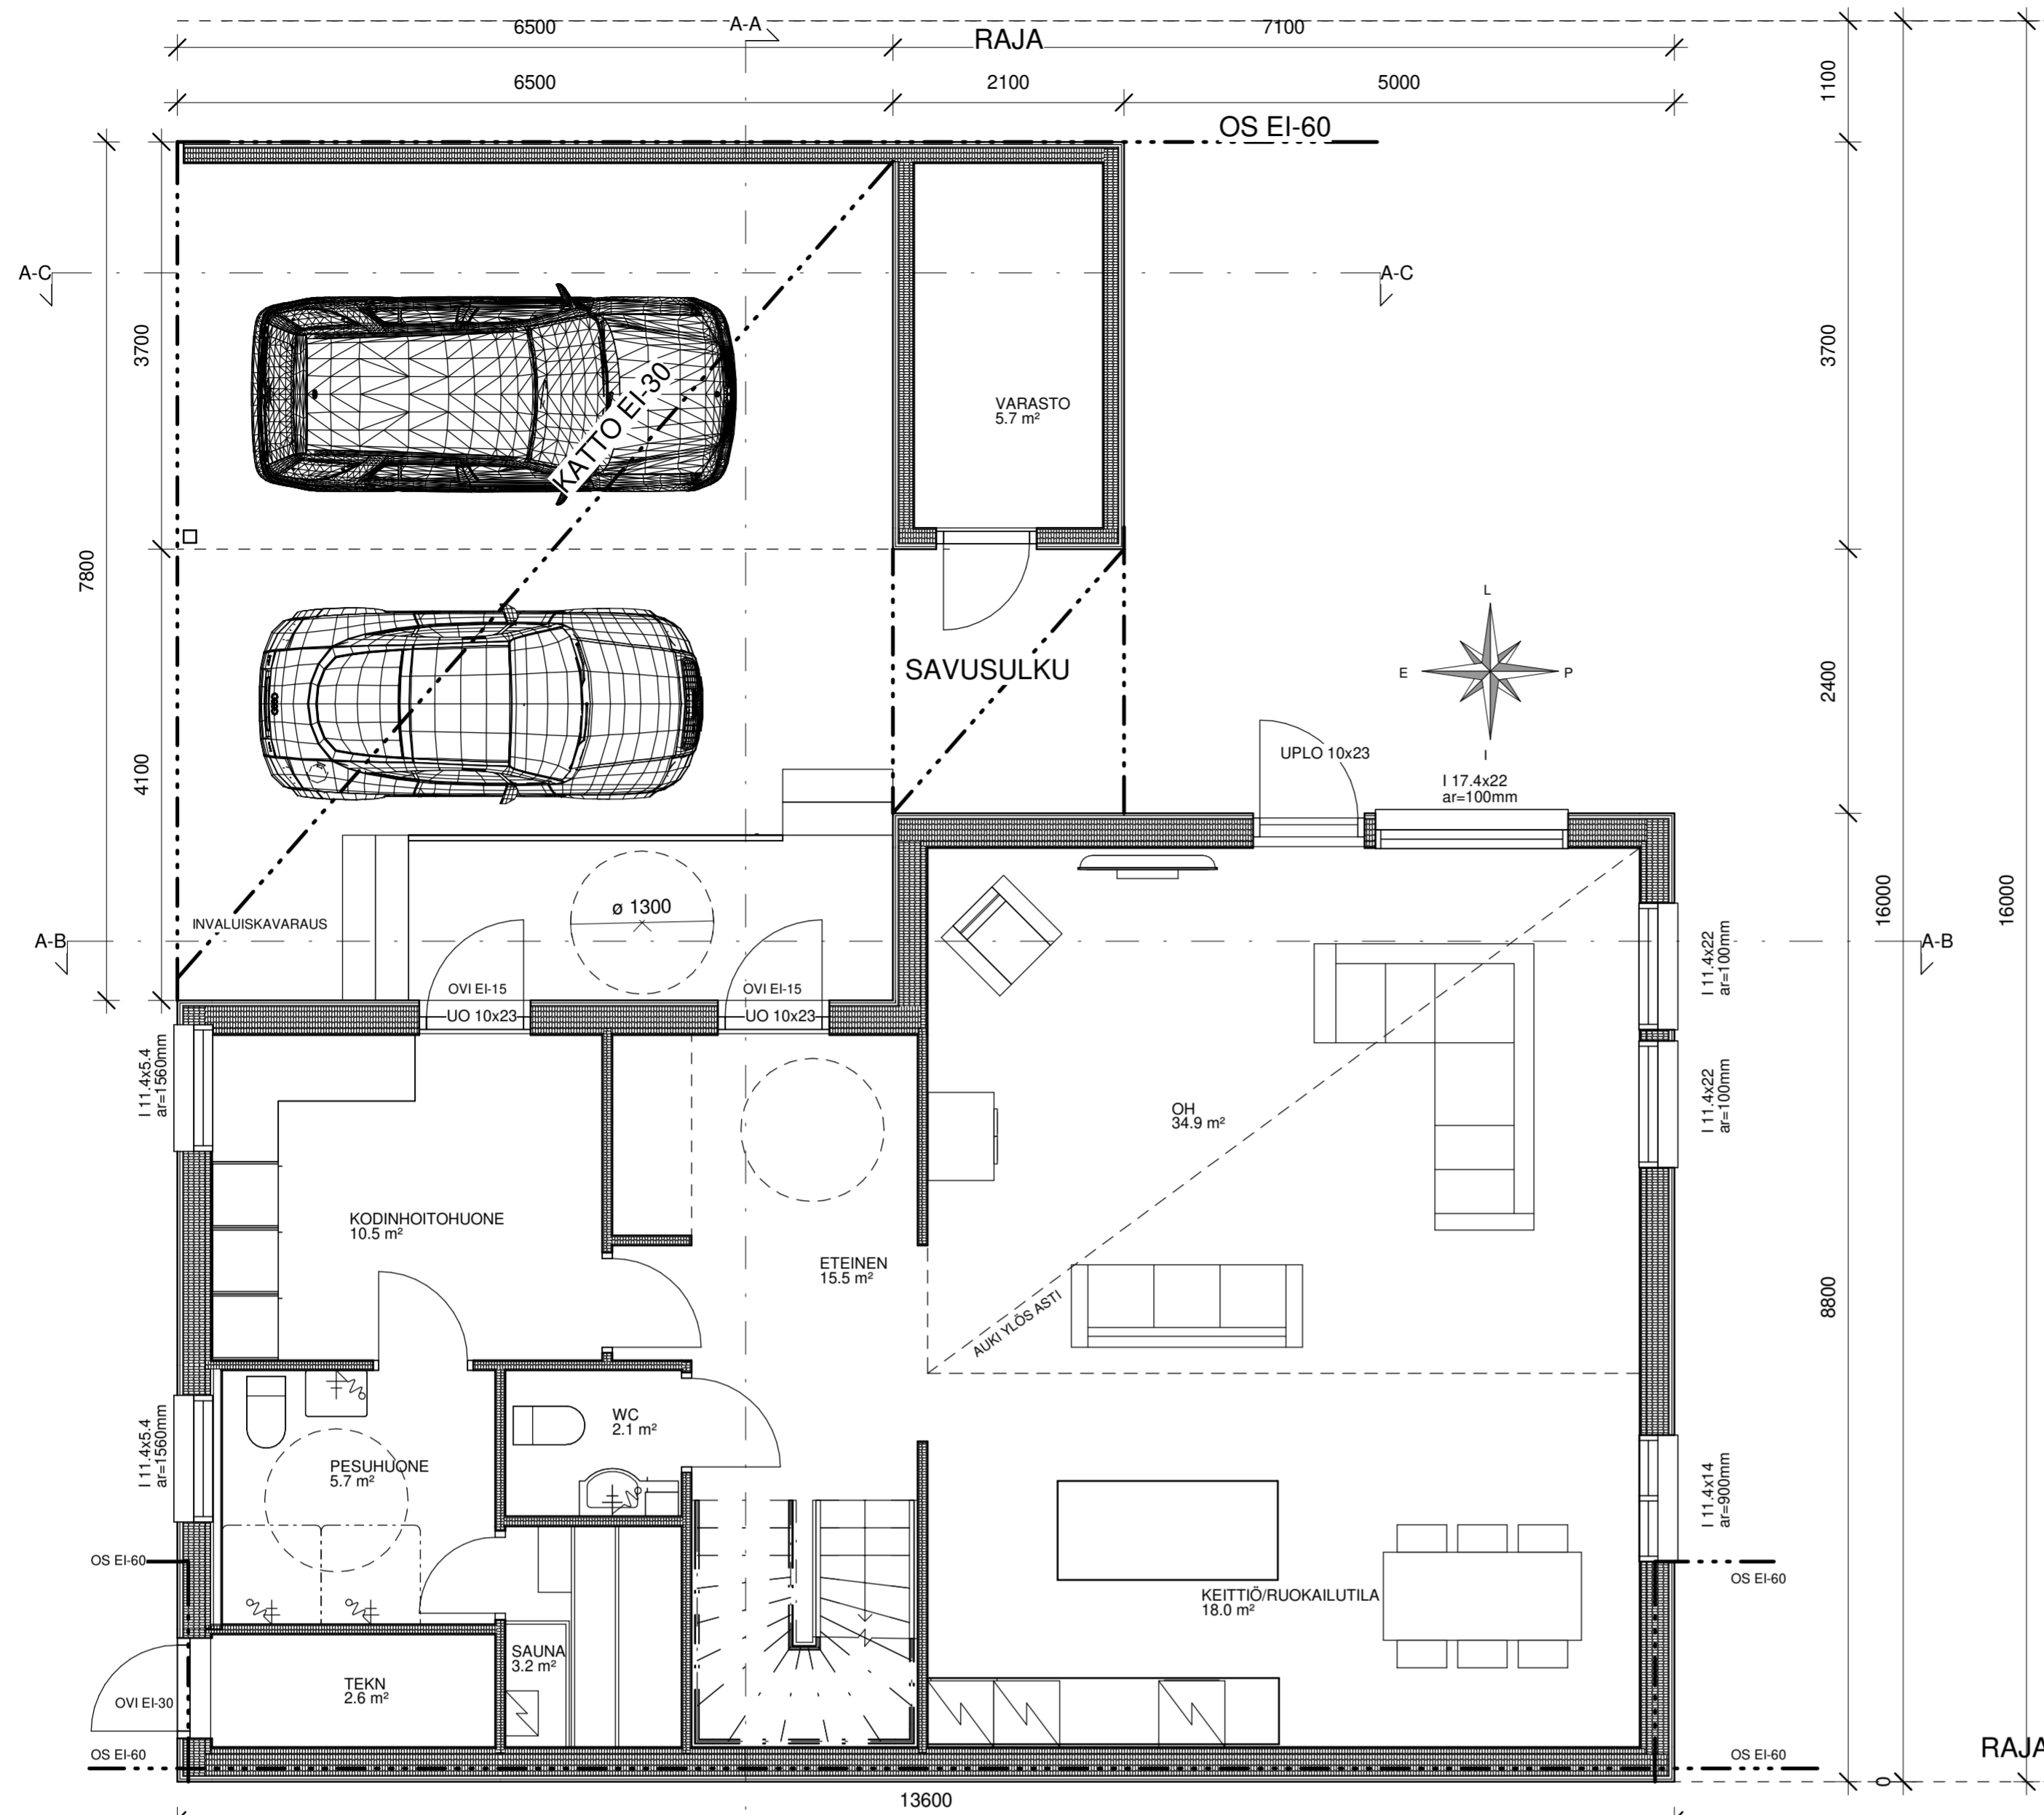 A-A
6500
RAJA
7100
6500
2100
5000
1100
OS EI-60
A-C
A-C
3700
3700
KATTO EI-30
VARASTO
5.7 m²
7800
L
E
P
I
SAVUSULKU
2400
4100
UPLO 10x23
I 17.4x22
ar=100mm
INVALUISKAVARAUS
ø 1300
16000
16000
A-B
A-B
I 11.4x22
ar=100mm
OVI EI-15
OVI EI-15
UO 10x23
UO 10x23
I 11.4x5.4
ar=1560mm
OH
34.9 m²
I 11.4x22
ar=100mm
KODINHOITOHUONE
10.5 m²
ETEINEN
15.5 m²
8800
AUKI YLÖS ASTI
WC
2.1 m²
I 11.4x5.4
ar=1560mm
PESUHUONE
5.7 m²
I 11.4x14
ar=900mm
OS EI-60
OS EI-60
KEITTIÖ/RUOKAILUTILA
18.0 m²
SAUNA
3.2 m²
TEKN
2.6 m²
OVI EI-30
OS EI-60
OS EI-60
RAJA
0
13600